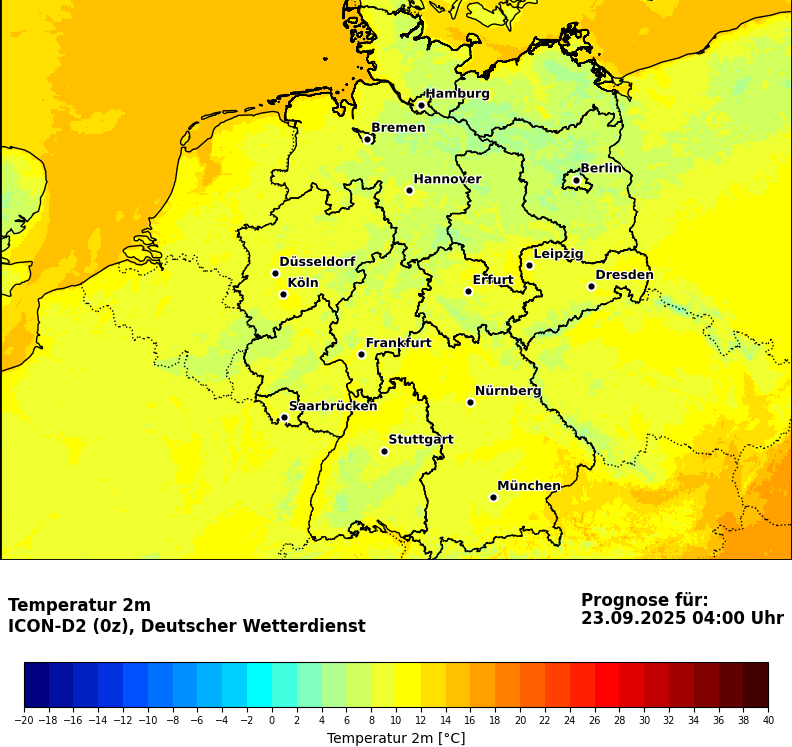 Hamburg
Bremen
Berlin
Hannover
Leipzig
Düsseldorf
Dresden
Köln
Erfurt
Frankfurt
Nürnberg
Saarbrücken
Stuttgart
München
Temperatur 2m
ICON-D2 (0z), Deutscher Wetterdienst
Prognose für:
23.09.2025 04:00 Uhr
−20 −18 −16 −14 −12 −10 −8 −6 −4 −2 0 2 4 6 8 10 12 14 16 18 20 22 24 26 28 30 32 34 36 38 40
Temperatur 2m [°C]